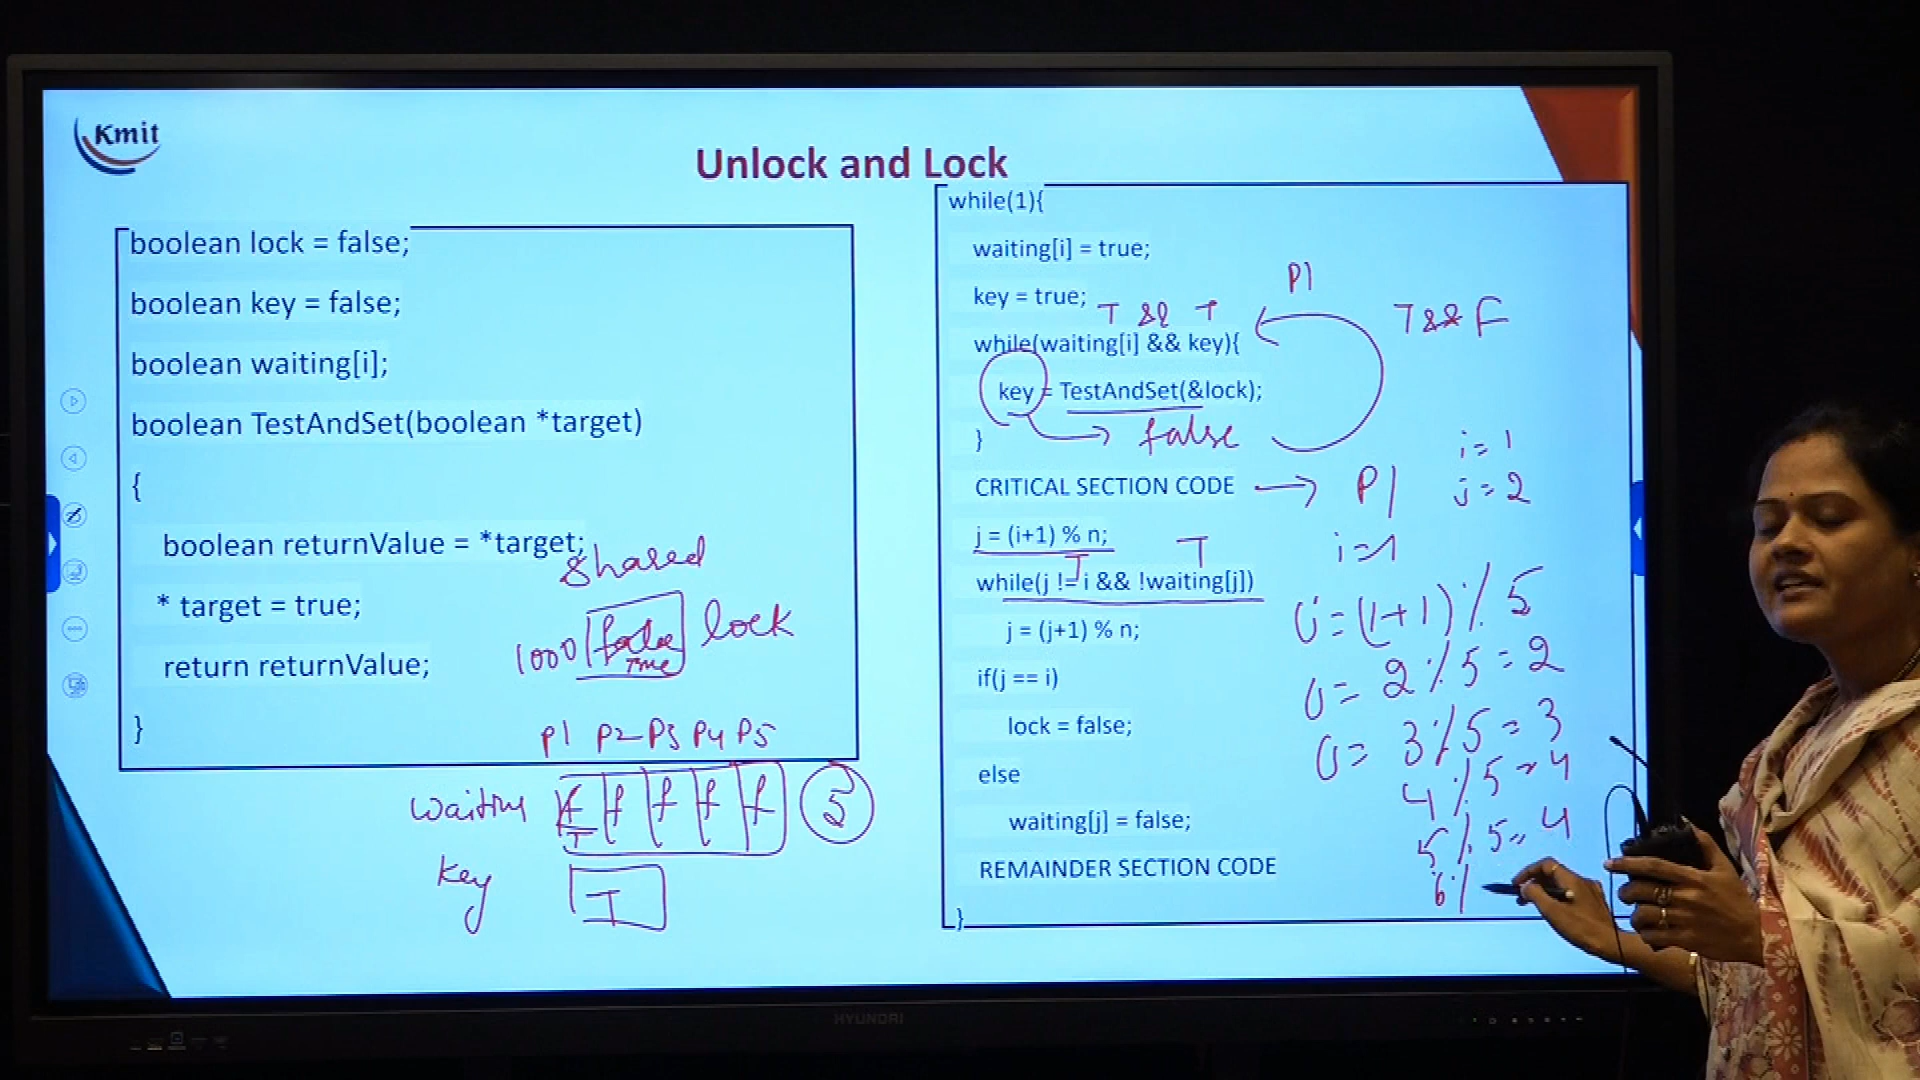 Kmit
Unlock and Lock
boolean lock = false;
boolean key = false;
boolean waiting[i];
boolean TestAndSet(boolean *target)
{
boolean returnValue = *target;
* target = true;
return returnValue;
}
shared
1000 false lock
True
P1 P2 P3 P4 P5
waiting f f f f f 5
T
key T
while(1){
waiting[i] = true;
P1
key = true;
T && T
T && F
while(waiting[i] && key){
key = TestAndSet(&lock);
}
false
i = 1
CRITICAL SECTION CODE → P1
j = 2
j = (i+1) % n;
T
i=1
T
while(j != i && !waiting[j])
j = (1+1) % 5
j = (j+1) % n;
j = 2 % 5 = 2
if(j == i)
lock = false;
j = 3 % 5 = 3
else
4 % 5 = 4
waiting[j] = false;
5 % 5 = 4
REMAINDER SECTION CODE
6 /
}
HYUNDRI